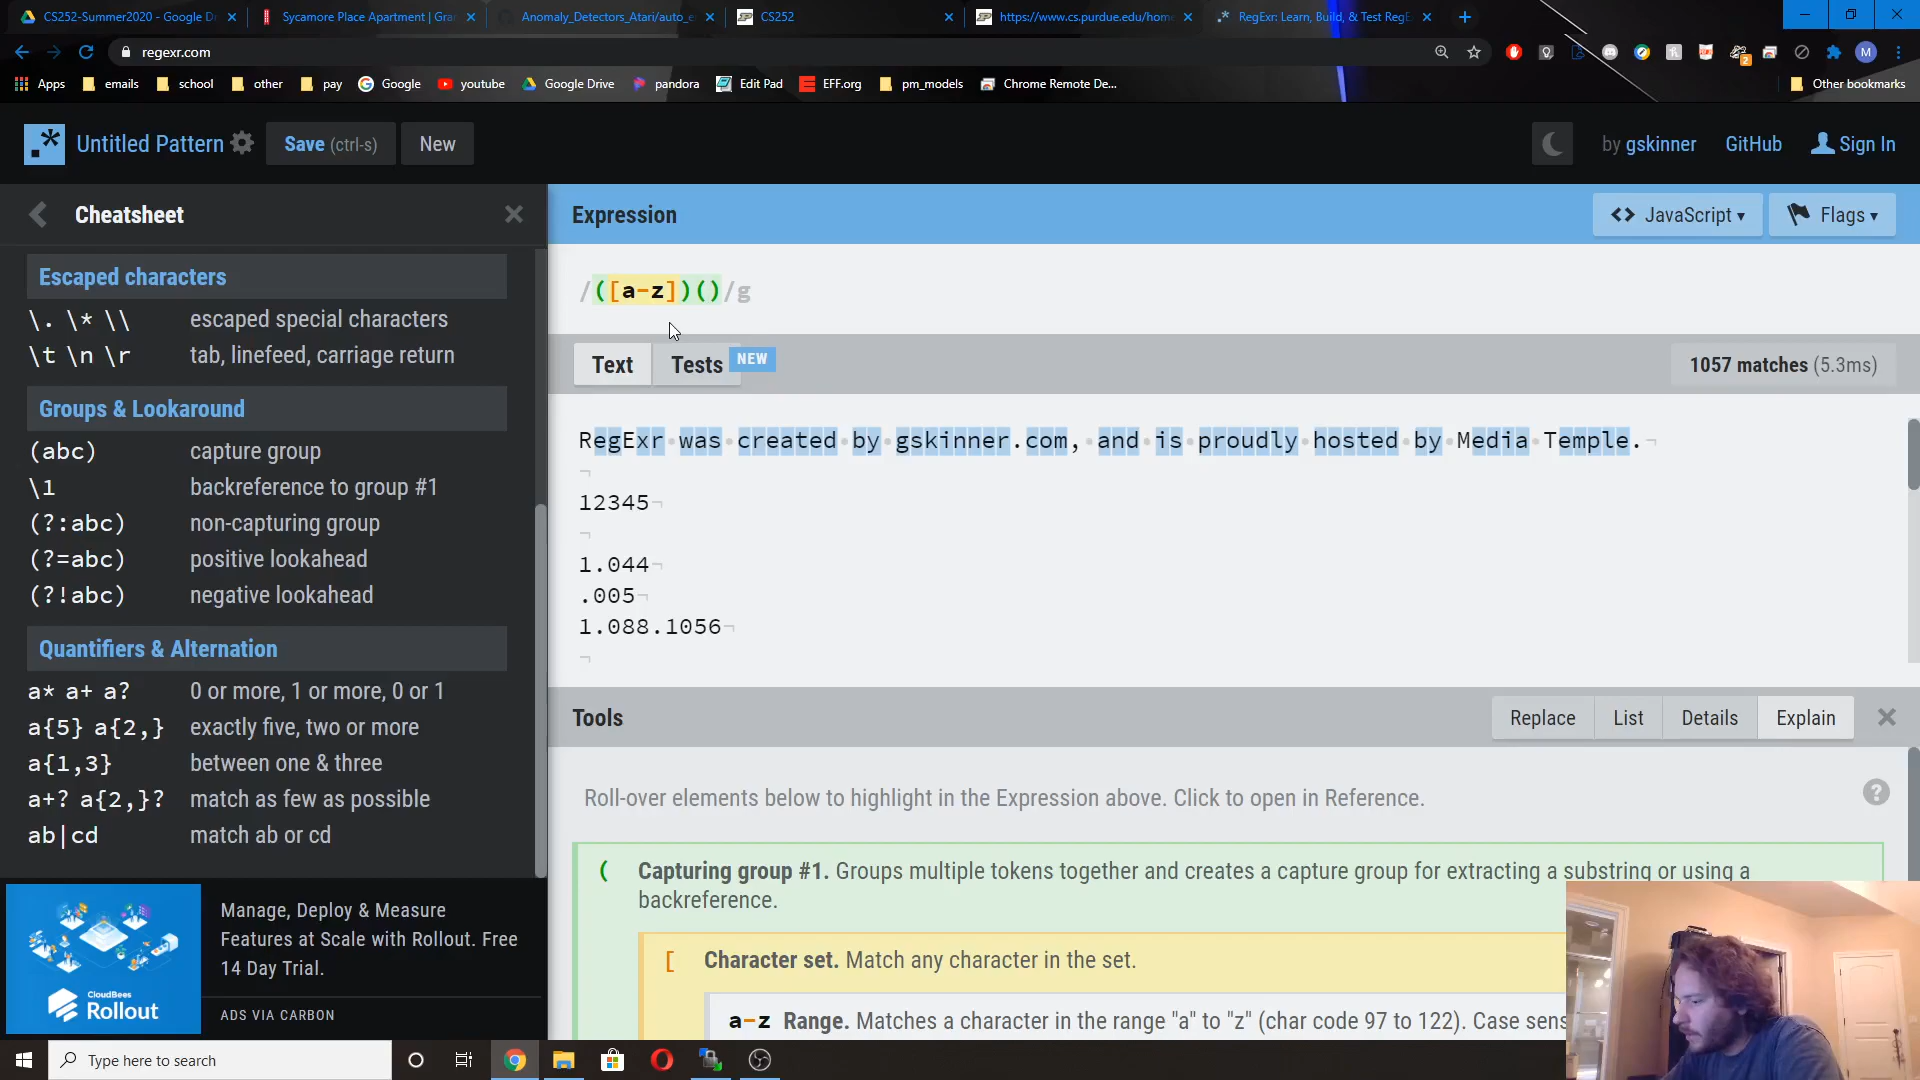 CS252-Summer2020 - Google Dr
Sycamore Place Apartment | Gra
Anomaly_Detectors_Atari/auto_e
CS252
https://www.cs.purdue.edu/hom
RegExr: Learn, Build, & Test RegE
regexr.com
M
2
Apps
emails
school
other
pay
Google
youtube
Google Drive
pandora
Edit Pad
EFF.org
pm_models
Chrome Remote De...
Other bookmarks
.*
Untitled Pattern
Save (ctrl-s)
New
by gskinner
GitHub
Sign In
Cheatsheet
Escaped characters
\. \* \\ escaped special characters
\t \n \r tab, linefeed, carriage return
Groups & Lookaround
(abc) capture group
\1 backreference to group #1
(?:abc) non-capturing group
(?=abc) positive lookahead
(?!abc) negative lookahead
Quantifiers & Alternation
a* a+ a? 0 or more, 1 or more, 0 or 1
a{5} a{2,} exactly five, two or more
a{1,3} between one & three
a+? a{2,}? match as few as possible
ab|cd match ab or cd
CloudBees
Rollout
Manage, Deploy & Measure
Features at Scale with Rollout. Free
14 Day Trial.
ADS VIA CARBON
Expression
JavaScript
Flags
/([a-z])()/g
Text
Tests
NEW
1057 matches (5.3ms)
RegExr was created by gskinner.com, and is proudly hosted by Media Temple.
12345
1.044
.005
1.088.1056
Tools
Replace
List
Details
Explain
Roll-over elements below to highlight in the Expression above. Click to open in Reference.
?
( Capturing group #1. Groups multiple tokens together and creates a capture group for extracting a substring or using a
backreference.
[ Character set. Match any character in the set.
a-z Range. Matches a character in the range "a" to "z" (char code 97 to 122). Case sens
Type here to search